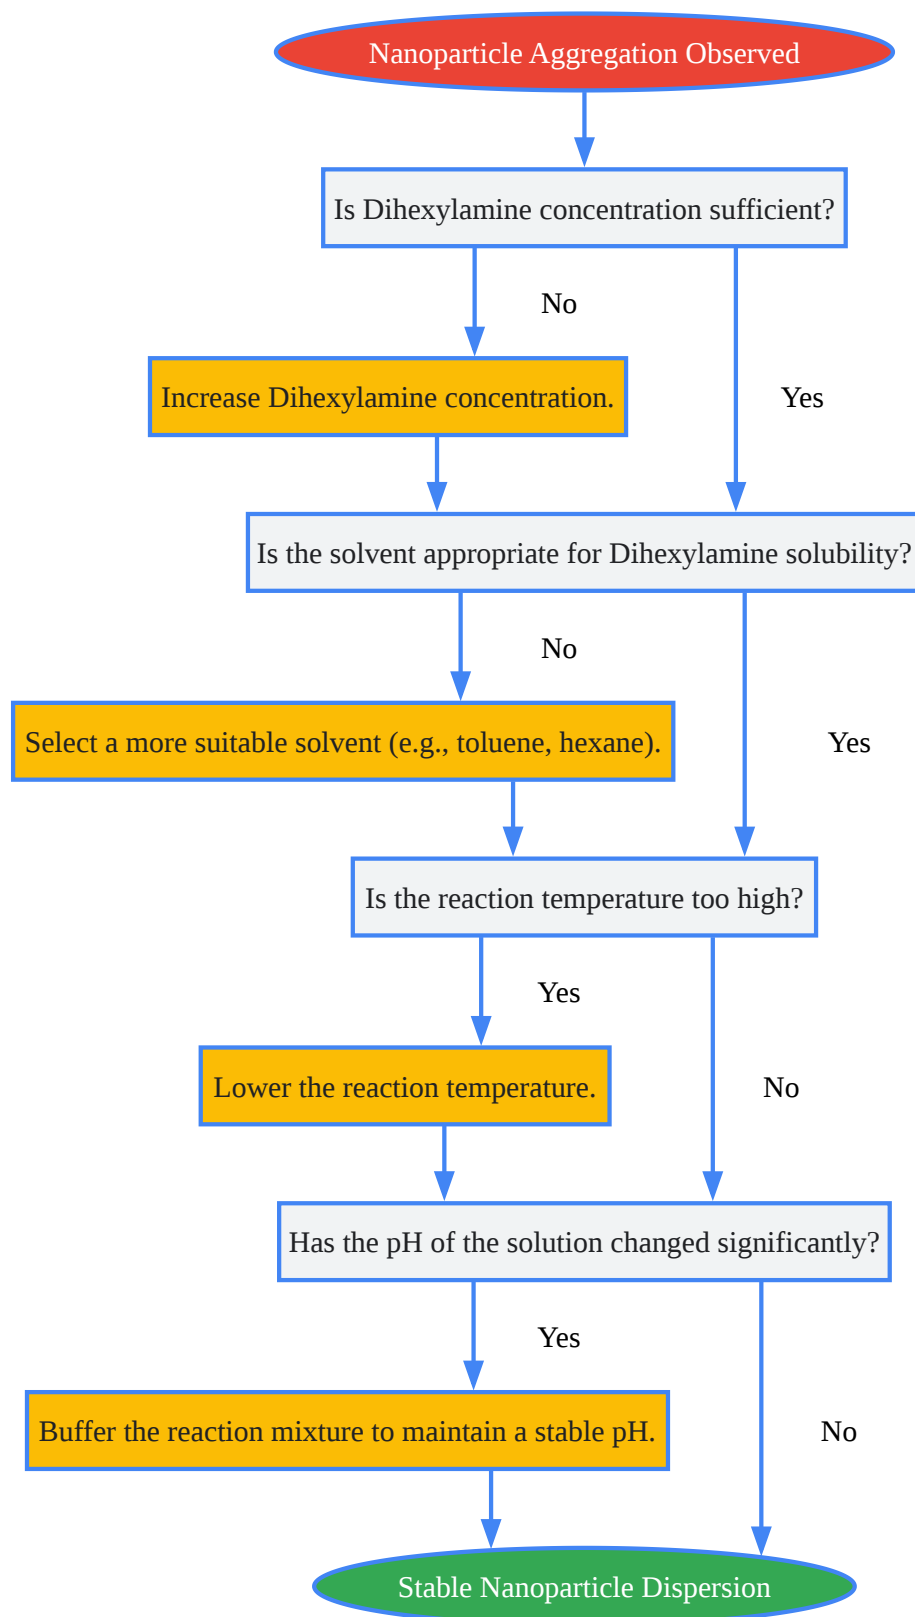 Nanoparticle Aggregation Observed
Is Dihexylamine concentration sufficient?
No
Increase Dihexylamine concentration.
Yes
Is the solvent appropriate for Dihexylamine solubility?
No
Select a more suitable solvent (e.g., toluene, hexane).
Yes
Is the reaction temperature too high?
Yes
Lower the reaction temperature.
No
Has the pH of the solution changed significantly?
Yes
Buffer the reaction mixture to maintain a stable pH.
No
Stable Nanoparticle Dispersion